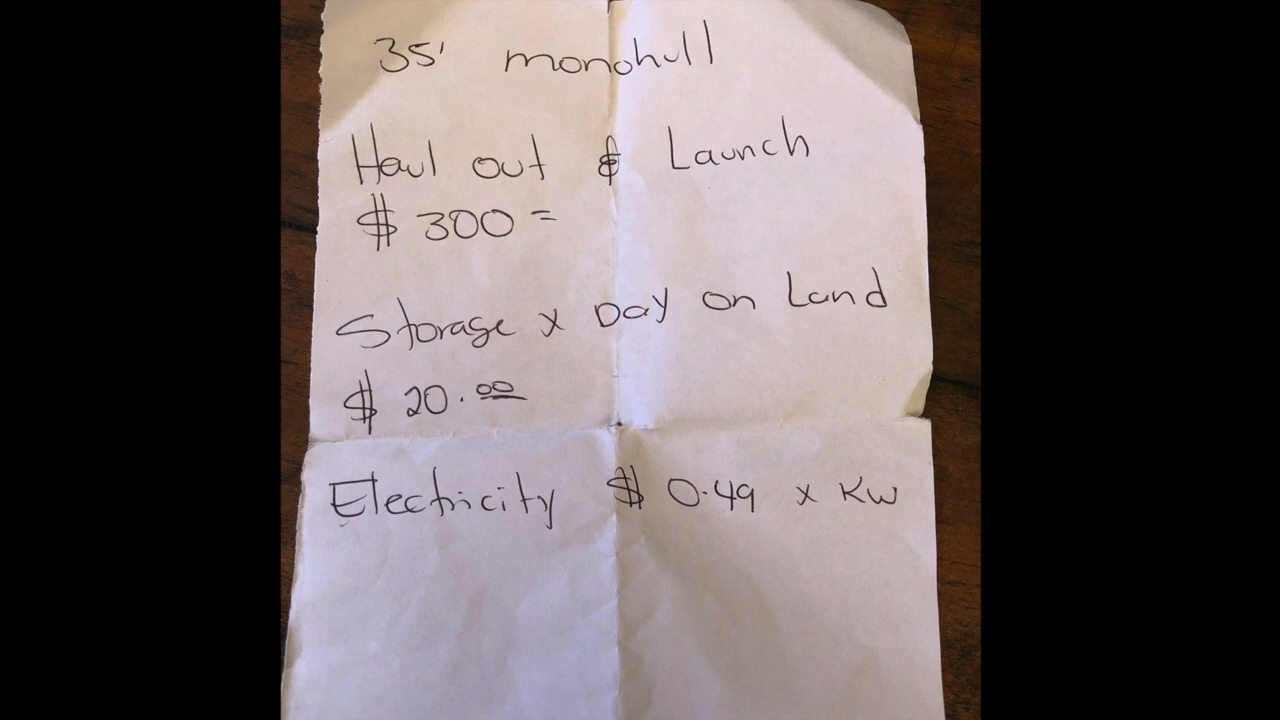 35' monohull
Haul out & Launch
$ 300 =
Storage x Day on Land
$ 20.00
Electricity $ 0.49 x Kw